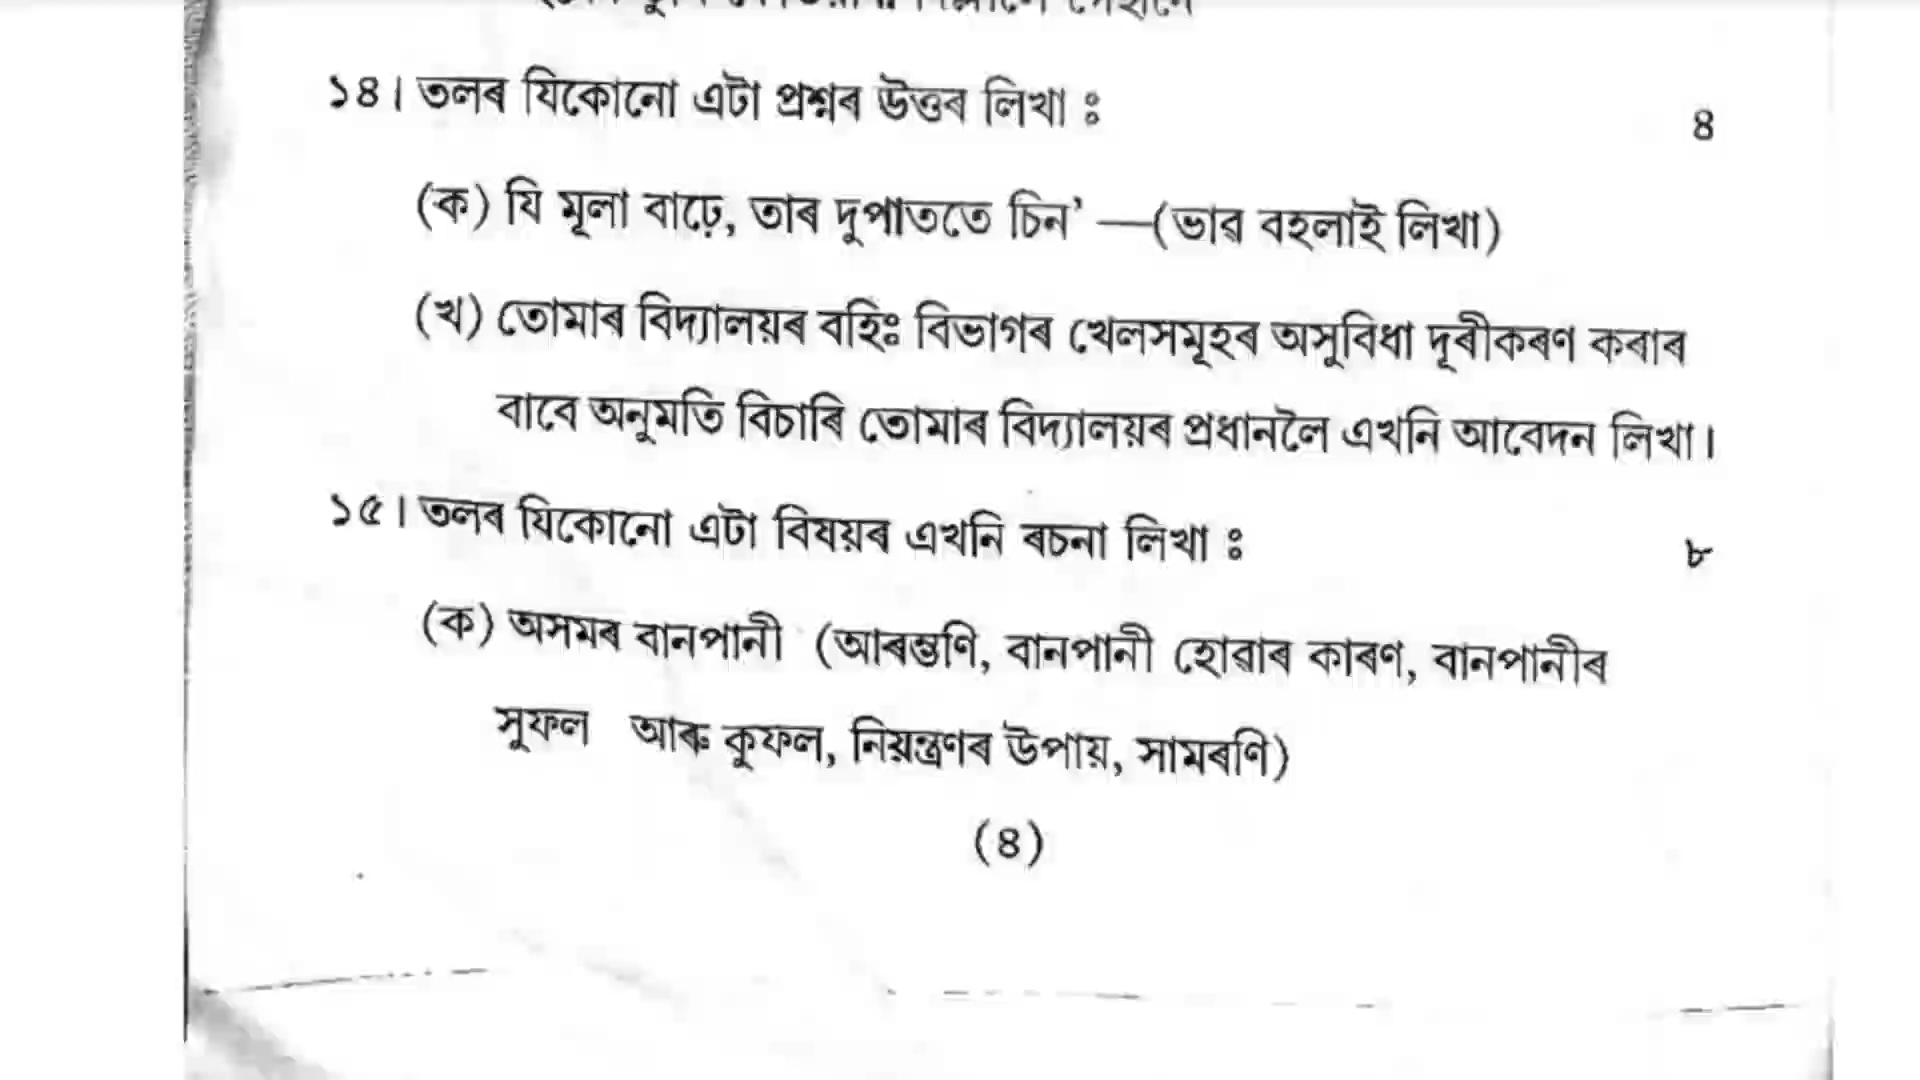 ১৪। তলৰ যিকোনো এটা প্ৰশ্নৰ উত্তৰ লিখা ঃ ৪
(ক) যি মূলা বাঢ়ে, তাৰ দুপাততে চিন’ —(ভাৱ বহলাই লিখা)
(খ) তোমাৰ বিদ্যালয়ৰ বহিঃ বিভাগৰ খেলসমূহৰ অসুবিধা দূৰীকৰণ কৰাৰ
বাবে অনুমতি বিচাৰি তোমাৰ বিদ্যালয়ৰ প্ৰধানলৈ এখনি আবেদন লিখা।
১৫। তলৰ যিকোনো এটা বিষয়ৰ এখনি ৰচনা লিখা ঃ ৮
(ক) অসমৰ বানপানী (আৰম্ভণি, বানপানী হোৱাৰ কাৰণ, বানপানীৰ
সুফল আৰু কুফল, নিয়ন্ত্ৰণৰ উপায়, সামৰণি)
(৪)